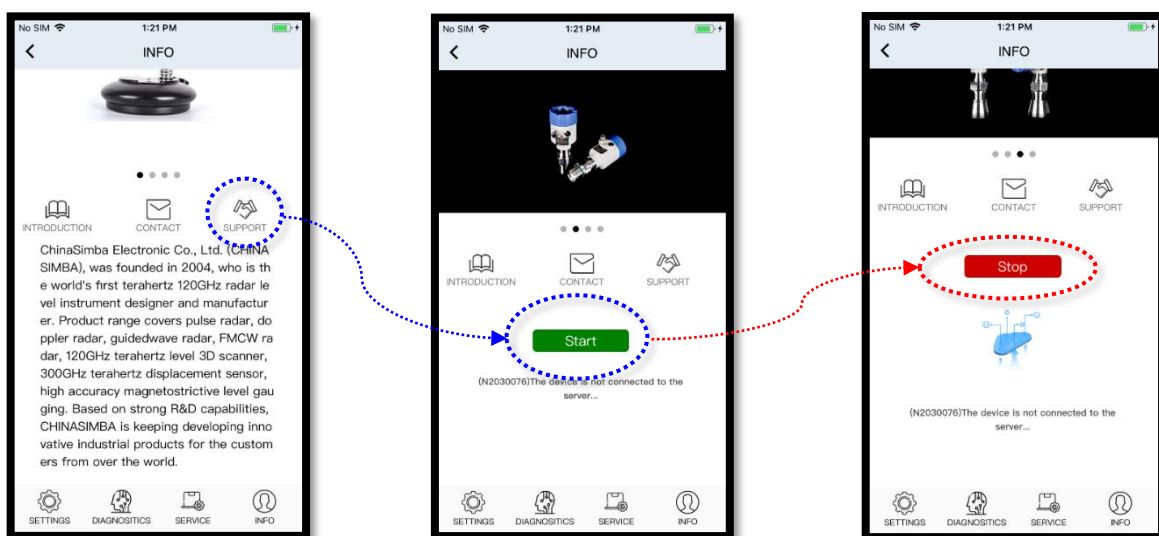 No SIM 1:21 PM
INFO
INTRODUCTION CONTACT SUPPORT
ChinaSimba Electronic Co., Ltd. (CHINA
SIMBA), was founded in 2004, who is th
e world's first terahertz 120GHz radar le
vel instrument designer and manufactur
er. Product range covers pulse radar, do
ppler radar, guidedwave radar, FMCW ra
dar, 120GHz terahertz level 3D scanner,
300GHz terahertz displacement sensor,
high accuracy magnetostrictive level gau
ging. Based on strong R&D capabilities,
CHINASIMBA is keeping developing inno
vative industrial products for the custom
ers from over the world.
SETTINGS DIAGNOSITICS SERVICE INFO
No SIM 1:21 PM
INFO
INTRODUCTION CONTACT SUPPORT
Start
(N2030076)The device is not connected to the
server...
SETTINGS DIAGNOSITICS SERVICE INFO
No SIM 1:21 PM
INFO
INTRODUCTION CONTACT SUPPORT
Stop
(N2030076)The device is not connected to the
server...
SETTINGS DIAGNOSITICS SERVICE INFO